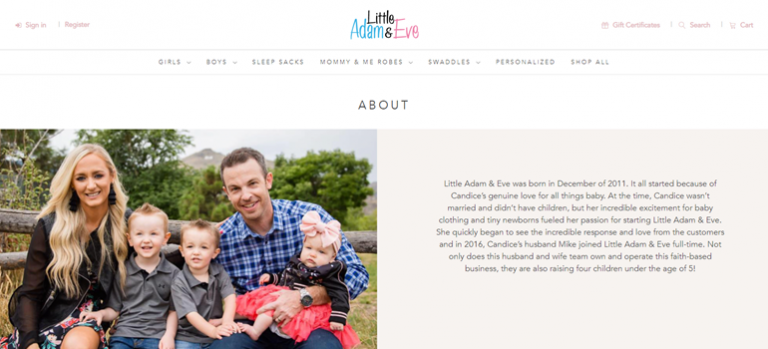 Sign in | Register
Little
Adam & Eve
Gift Certificates | Search | Cart
GIRLS BOYS SLEEP SACKS MOMMY & ME ROBES SWADDLES PERSONALIZED SHOP ALL
ABOUT
Little Adam & Eve was born in December of 2011. It all started because of
Candice's genuine love for all things baby. At the time, Candice wasn't
married and didn't have children, but her incredible excitement for baby
clothing and tiny newborns fueled her passion for starting Little Adam & Eve.
She quickly began to see the incredible response and love from the customers
and in 2016, Candice's husband Mike joined Little Adam & Eve full-time. Not
only does this husband and wife team own and operate this faith-based
business, they are also raising four children under the age of 5!